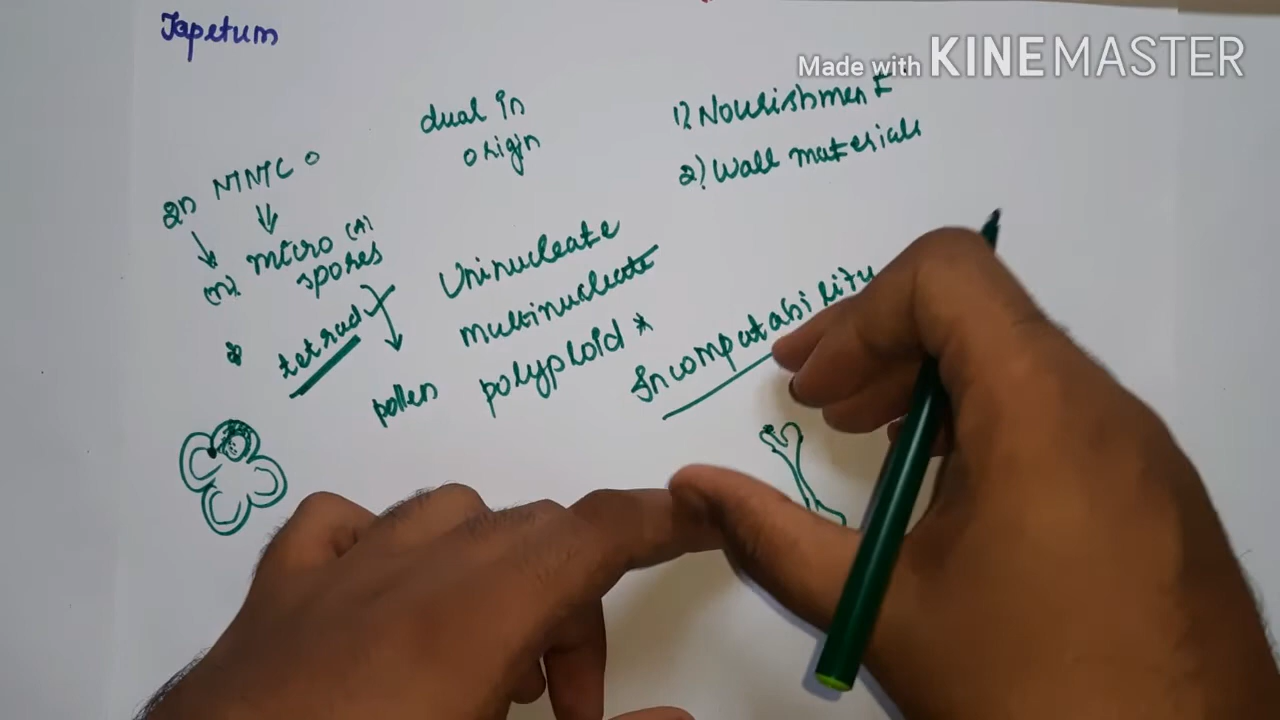 Tapetum
Made with KINEMASTER
dual in
origin
1) Nourishment
2) Wall materials
2n MMC
micro (n)
spores
(n)
tetrad
pollen
Uninucleate
multinucleate
polyploid *
Incompatability